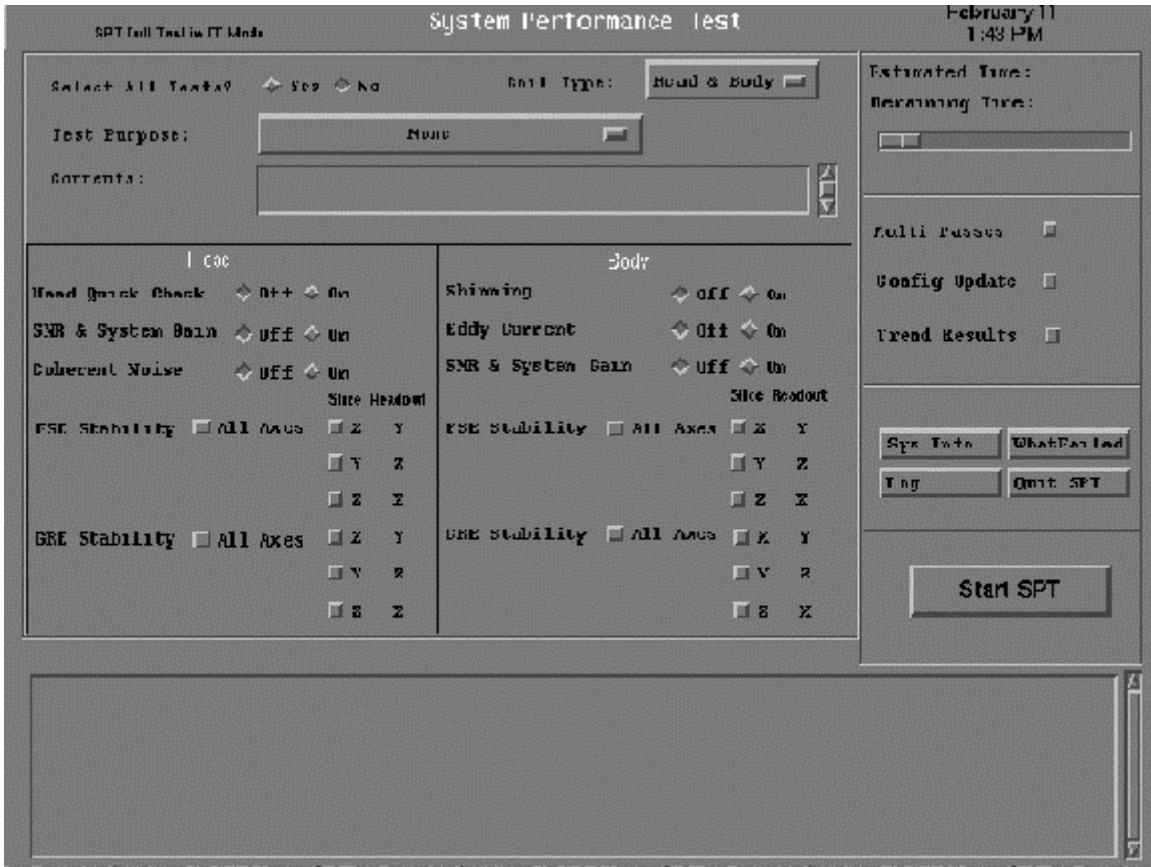 System Performance Test
February 11
1:43 PM
SPT Full Test in Mode
Select All Tests? Yes No
Coil Type: Head & Body
Test Purpose: None
Comments:
Estimated Time:
Remaining Time:
Multi Passes
Config Update
Trend Results
Sys Info
WhatFailed
Log
Quit SPT
Start SPT
Head
Head Quick Check Off On
SNR & System Gain Off On
Coherent Noise Off On
Slice Readout
FSE Stability All Axes
Y Z
Z
GRE Stability All Axes
Y
Body
Shimming Off On
Eddy Current Off On
SNR & System Gain Off On
Slice Readout
FSE Stability All Axes X Y
Y Z
Z X
GRE Stability All Axes X Y
Y Z
Z X